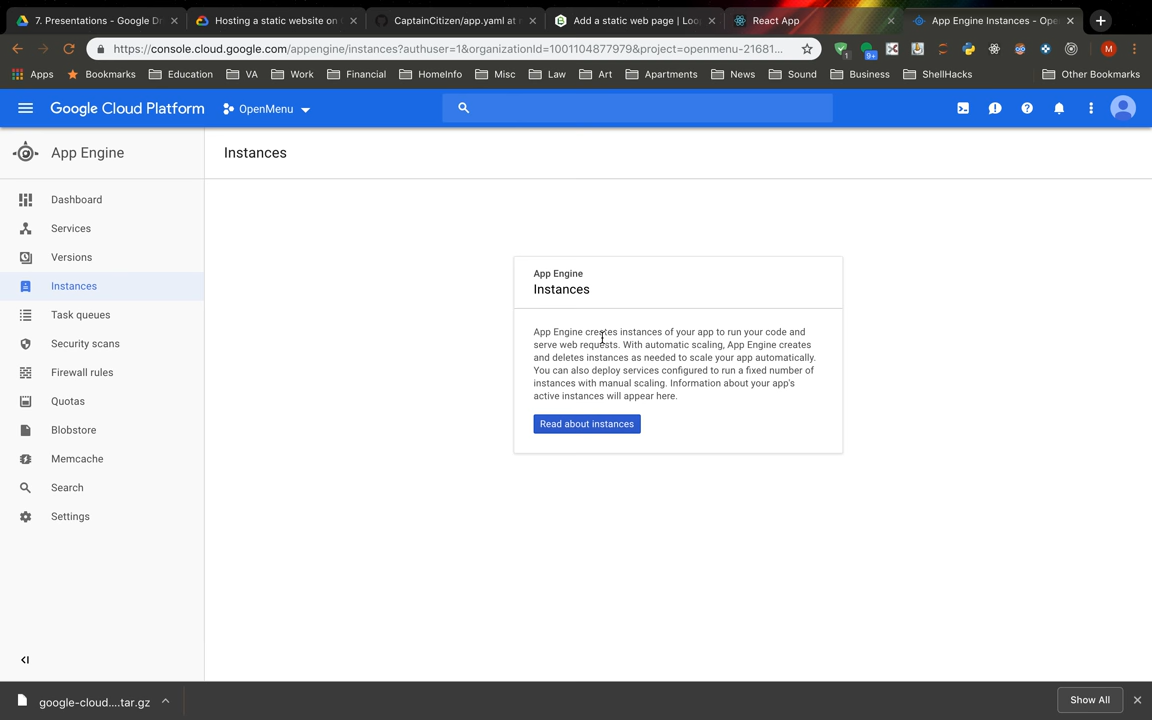 7. Presentations - Google Dr
Hosting a static website on
CaptainCitizen/app.yaml at
Add a static web page | Loo
React App
App Engine Instances - Ope
https://console.cloud.google.com/appengine/instances?authuser=1&organizationId=1001104877979&project=openmenu-21681...
9+
1
M
Apps
Bookmarks
Education
VA
Work
Financial
HomeInfo
Misc
Law
Art
Apartments
News
Sound
Business
ShellHacks
Other Bookmarks
Google Cloud Platform
OpenMenu
App Engine
Instances
Dashboard
Services
Versions
Instances
Task queues
Security scans
Firewall rules
Quotas
Blobstore
Memcache
Search
Settings
App Engine
Instances
App Engine creates instances of your app to run your code and
serve web requests. With automatic scaling, App Engine creates
and deletes instances as needed to scale your app automatically.
You can also deploy services configured to run a fixed number of
instances with manual scaling. Information about your app's
active instances will appear here.
Read about instances
google-cloud....tar.gz
Show All